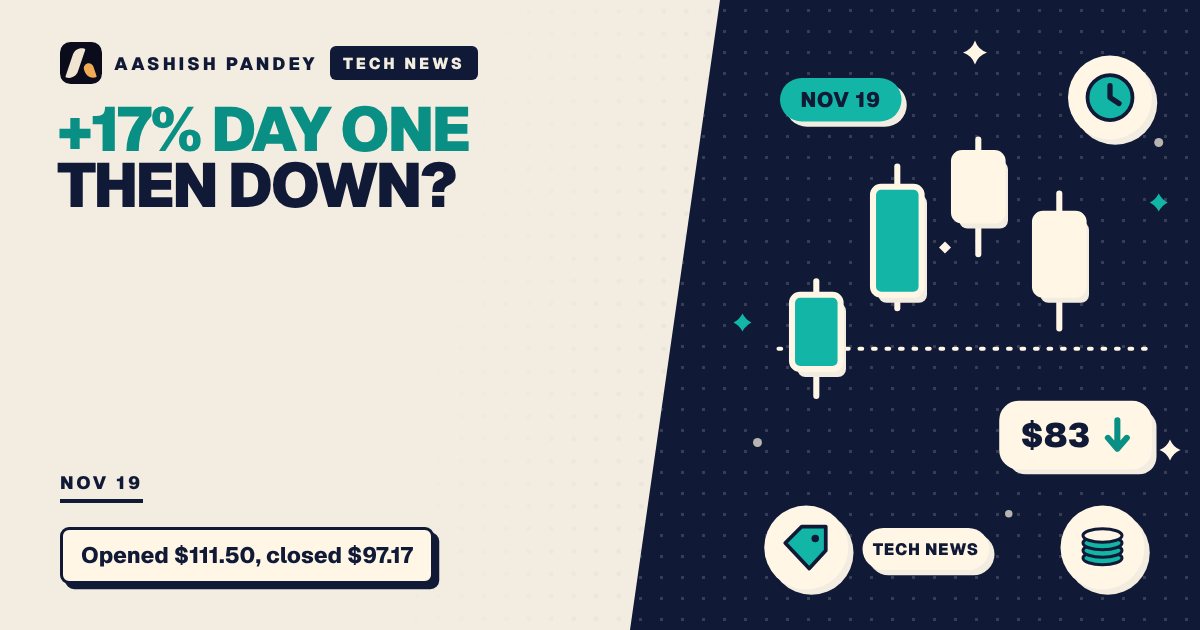 AASHISH PANDEY
TECH NEWS
+17% DAY ONE
THEN DOWN?
NOV 19
Opened $111.50, closed $97.17
NOV 19
$83
TECH NEWS